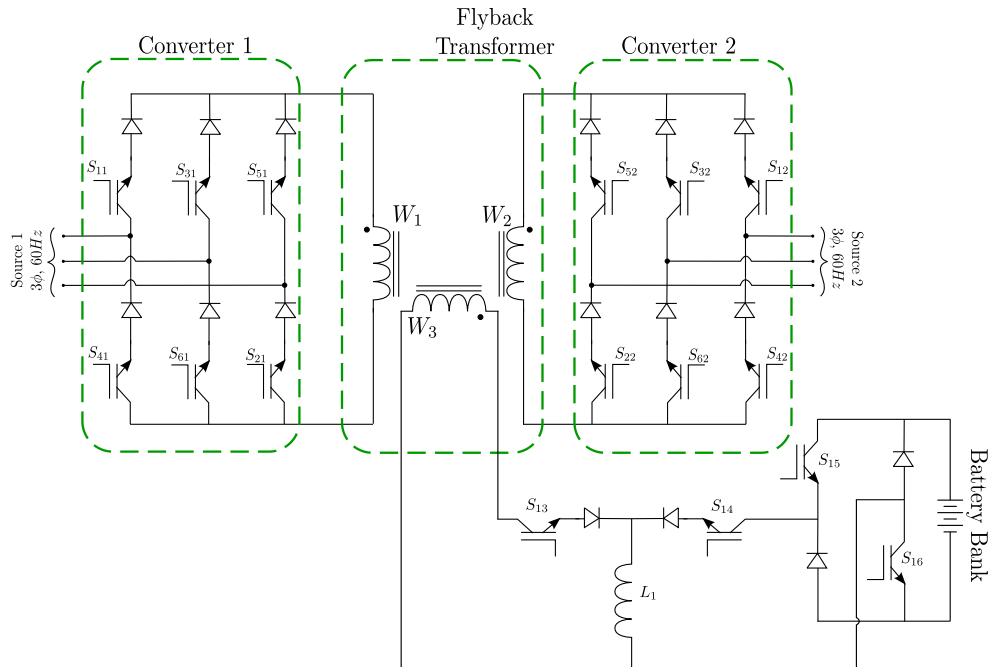 Flyback
Transformer
Converter 1
Converter 2
S₁₁
S₃₁
S₅₁
S₅₂
S₃₂
S₁₂
W₁
W₂
Source 1
3ϕ, 60Hz
Source 2
3ϕ, 60Hz
W₃
S₄₁
S₆₁
S₂₁
S₂₂
S₆₂
S₄₂
S₁₅
S₁₃
S₁₄
S₁₆
L₁
Battery Bank